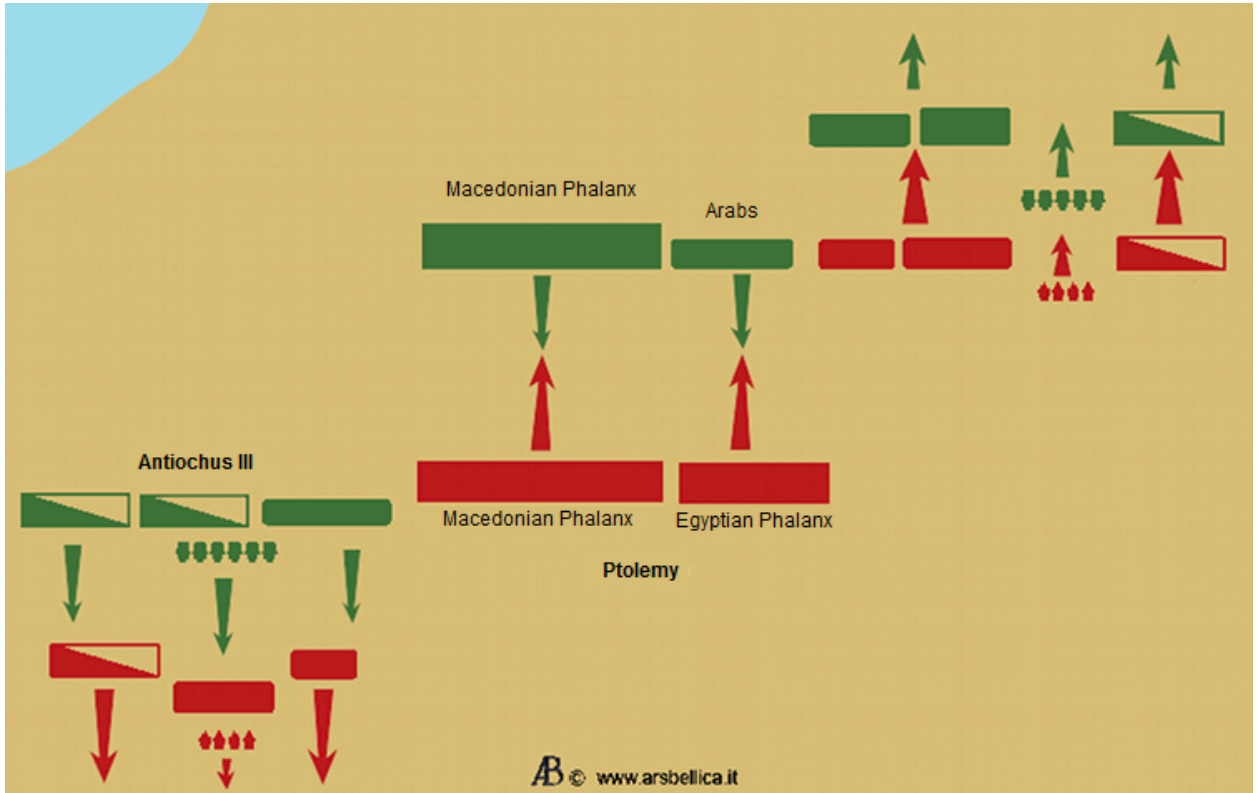 Macedonian Phalanx
Arabs
Antiochus III
Macedonian Phalanx
Egyptian Phalanx
Ptolemy
AB © www.arsbellica.it